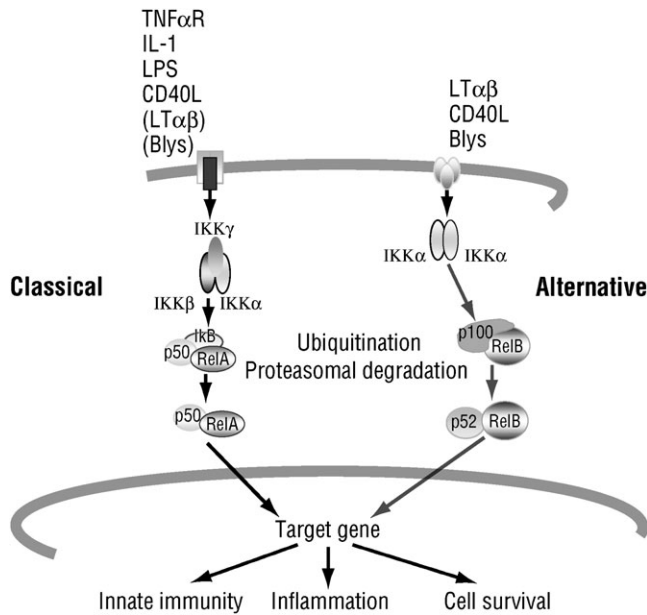 TNFαR
IL-1
LPS
CD40L
(LTαβ)
(Blys)
LTαβ
CD40L
Blys
IKKγ
IKKα IKKα
Classical
Alternative
IKKβ IKKα
IkB
p50
RelA
Ubiquitination
Proteasomal degradation
p100
RelB
p50
RelA
p52
RelB
Target gene
Innate immunity Inflammation Cell survival